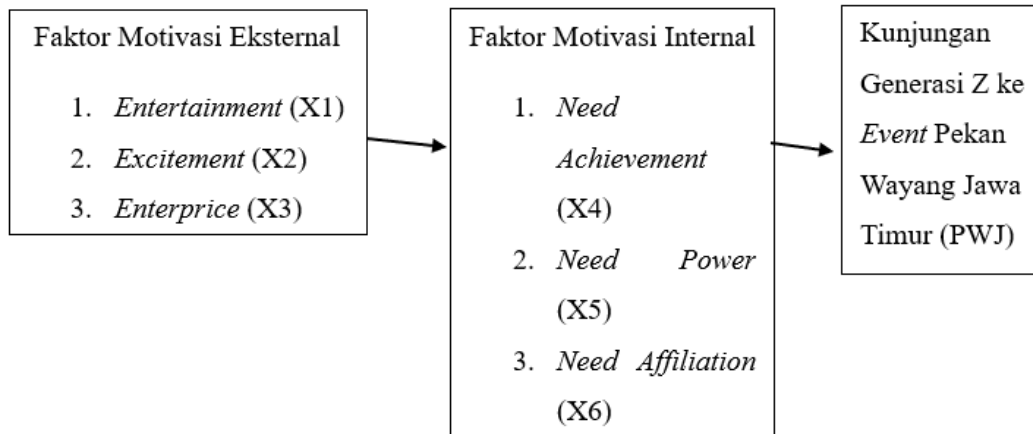 Faktor Motivasi Eksternal
1. Entertainment (X1)
2. Excitement (X2)
3. Enterprice (X3)
Faktor Motivasi Internal
1. Need
Achievement
(X4)
2. Need Power
(X5)
3. Need Affiliation
(X6)
Kunjungan
Generasi Z ke
Event Pekan
Wayang Jawa
Timur (PWJ)